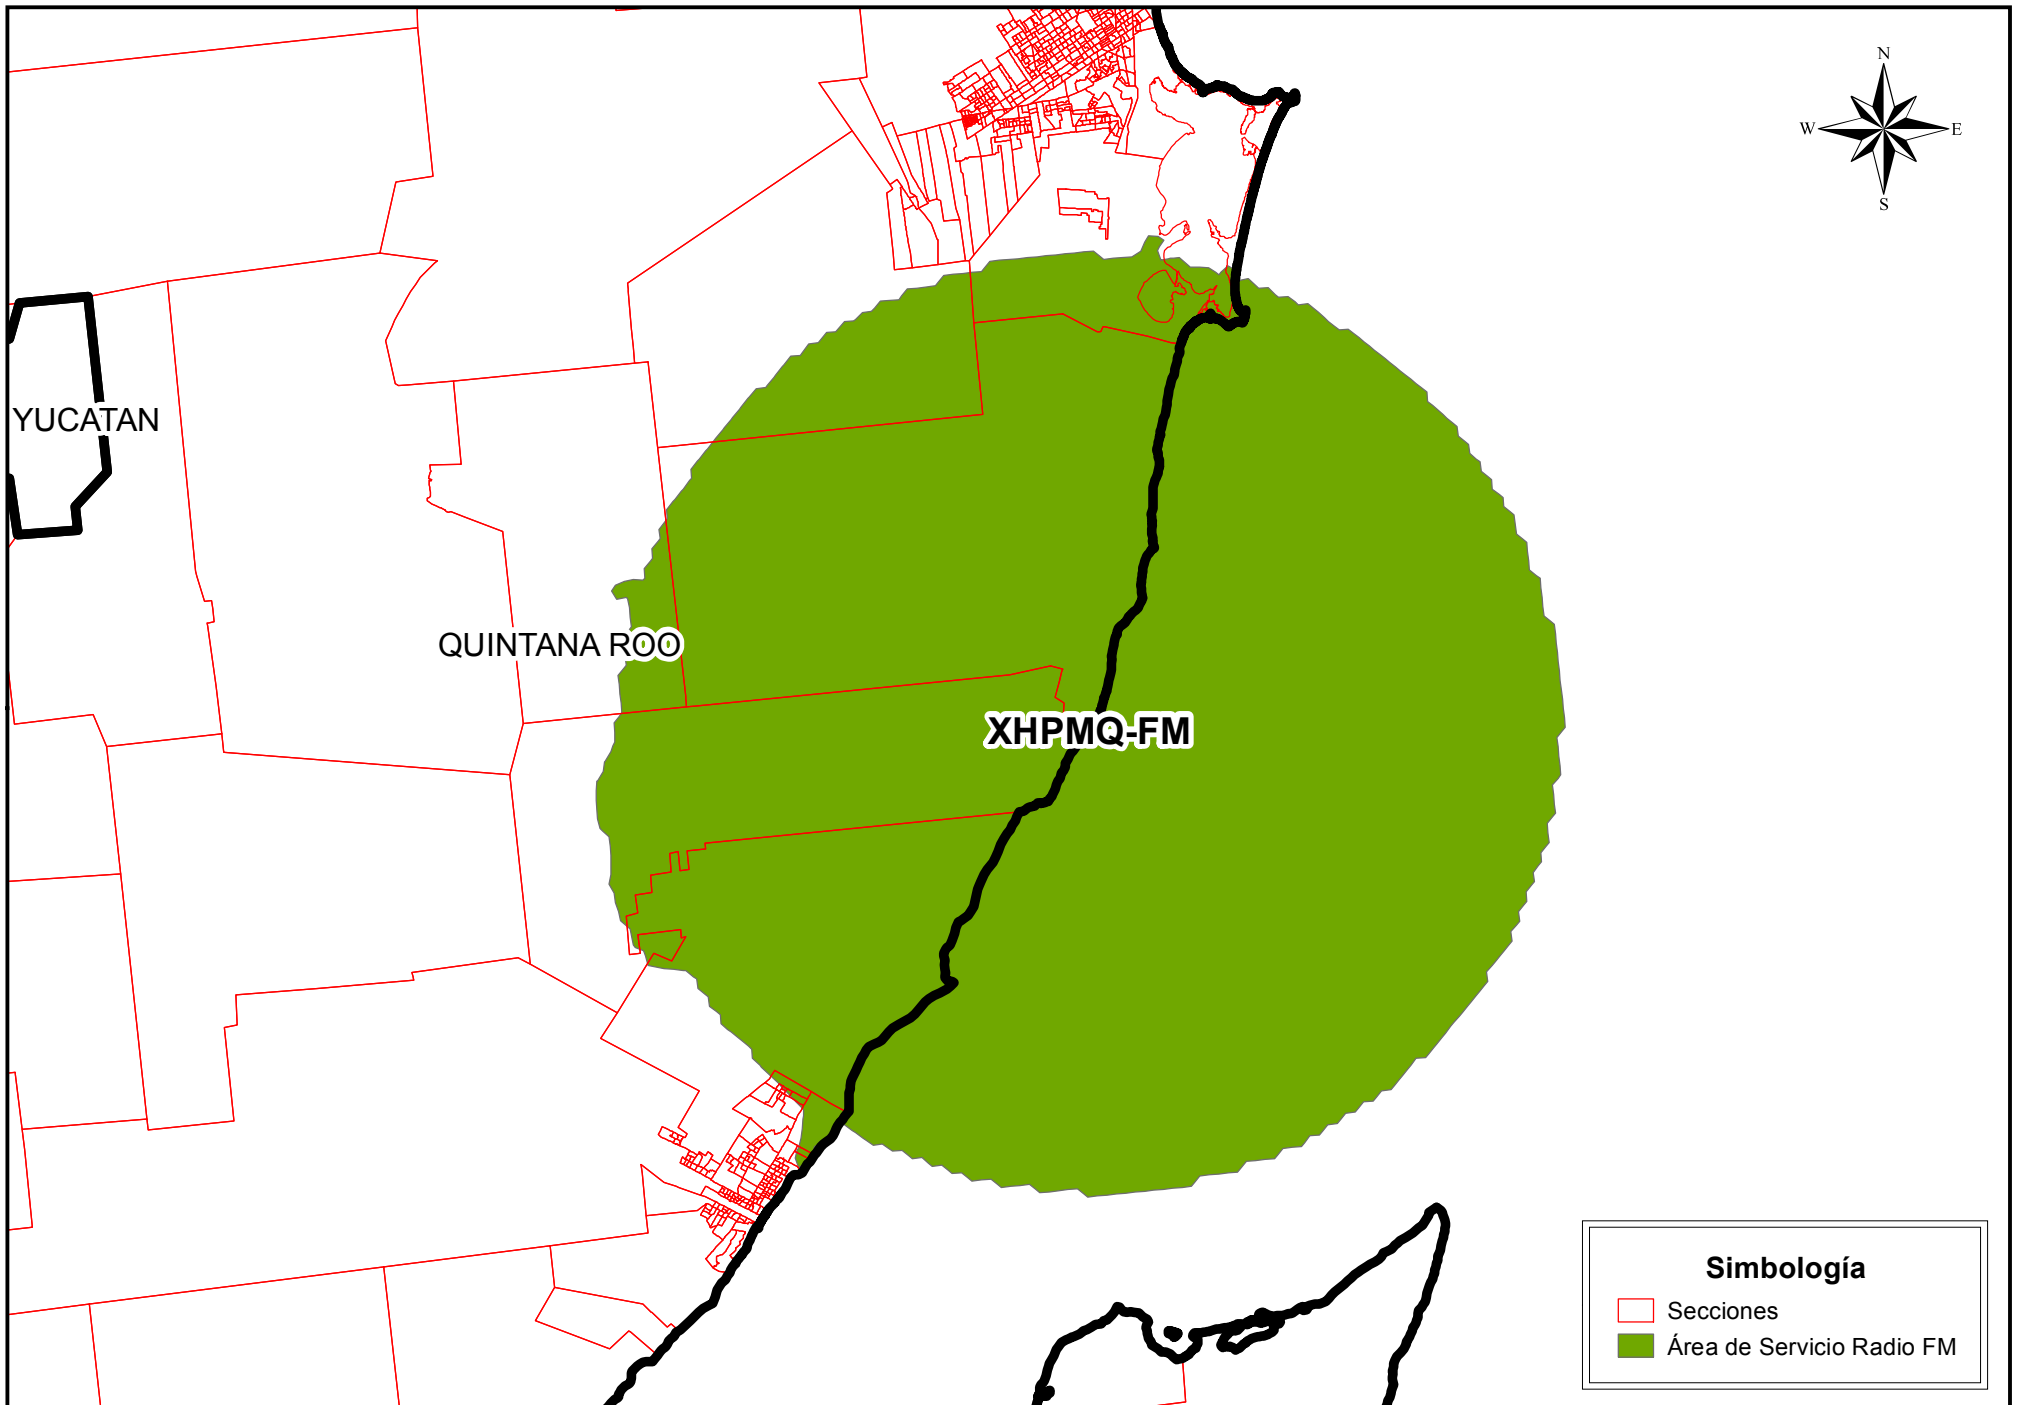 N
W E
S
YUCATAN
QUINTANA ROO
XHPMQ-FM
Simbología
Secciones
Área de Servicio Radio FM